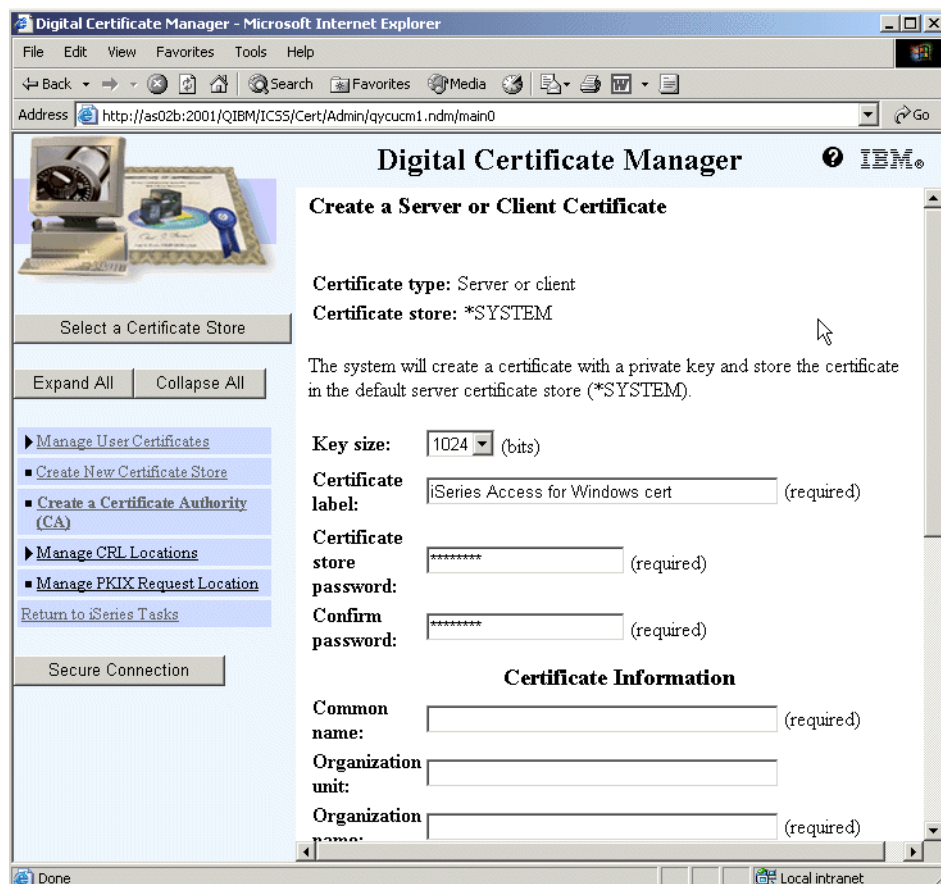 Digital Certificate Manager - Microsoft Internet Explorer
File Edit View Favorites Tools Help
Back Search Favorites Media
Address http://as02b:2001/QIBM/ICSS/Cert/Admin/qycucm1.ndm/main0 Go
Digital Certificate Manager ? IBM®
Select a Certificate Store
Expand All Collapse All
Manage User Certificates
Create New Certificate Store
Create a Certificate Authority
(CA)
Manage CRL Locations
Manage PKIX Request Location
Return to iSeries Tasks
Secure Connection
Create a Server or Client Certificate
Certificate type: Server or client
Certificate store: *SYSTEM
The system will create a certificate with a private key and store the certificate
in the default server certificate store (*SYSTEM).
Key size: 1024 (bits)
Certificate
label: iSeries Access for Windows cert (required)
Certificate
store
password: ******** (required)
Confirm
password: ******** (required)
Certificate Information
Common
name: (required)
Organization
unit:
Organization
name: (required)
Done Local intranet